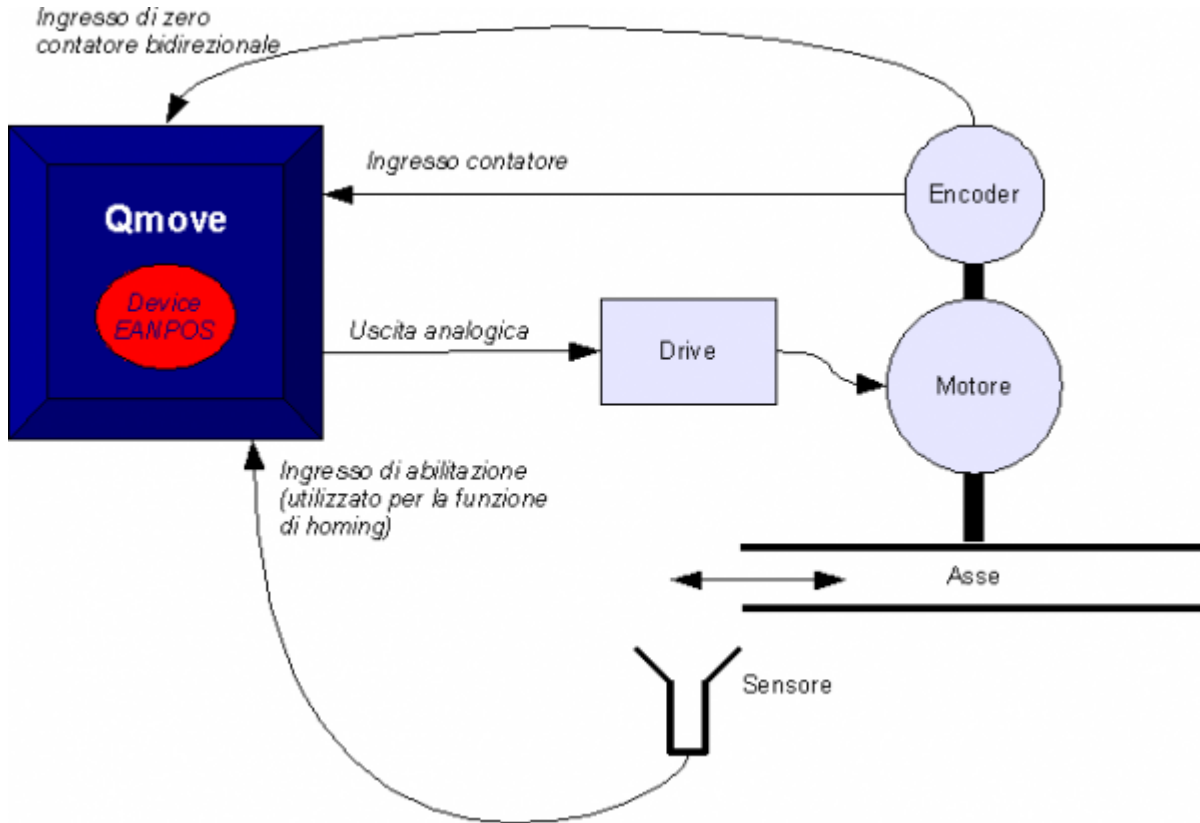 Ingresso di zero
contatore bidirezionale
Ingresso contatore
Encoder
Qmove
Device
EANPOS
Uscita analogica
Drive
Motore
Ingresso di abilitazione
(utilizzato per la funzione
di homing)
Asse
Sensore